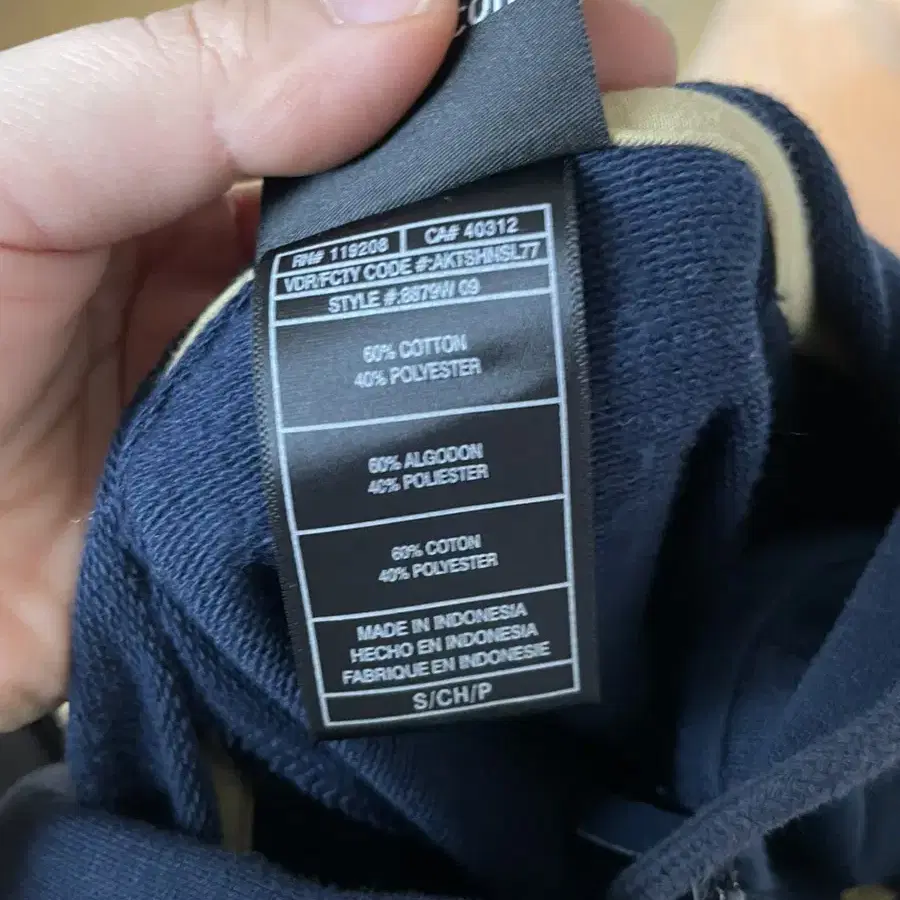 RN# 119208 CA# 40312
VDR/FCTY CODE #:AKTSHNSL77
STYLE #:8879W 09
60% COTTON
40% POLYESTER
60% ALGODON
40% POLIESTER
60% COTON
40% POLYESTER
MADE IN INDONESIA
HECHO EN INDONESIA
FABRIQUE EN INDONESIE
S/CH/P